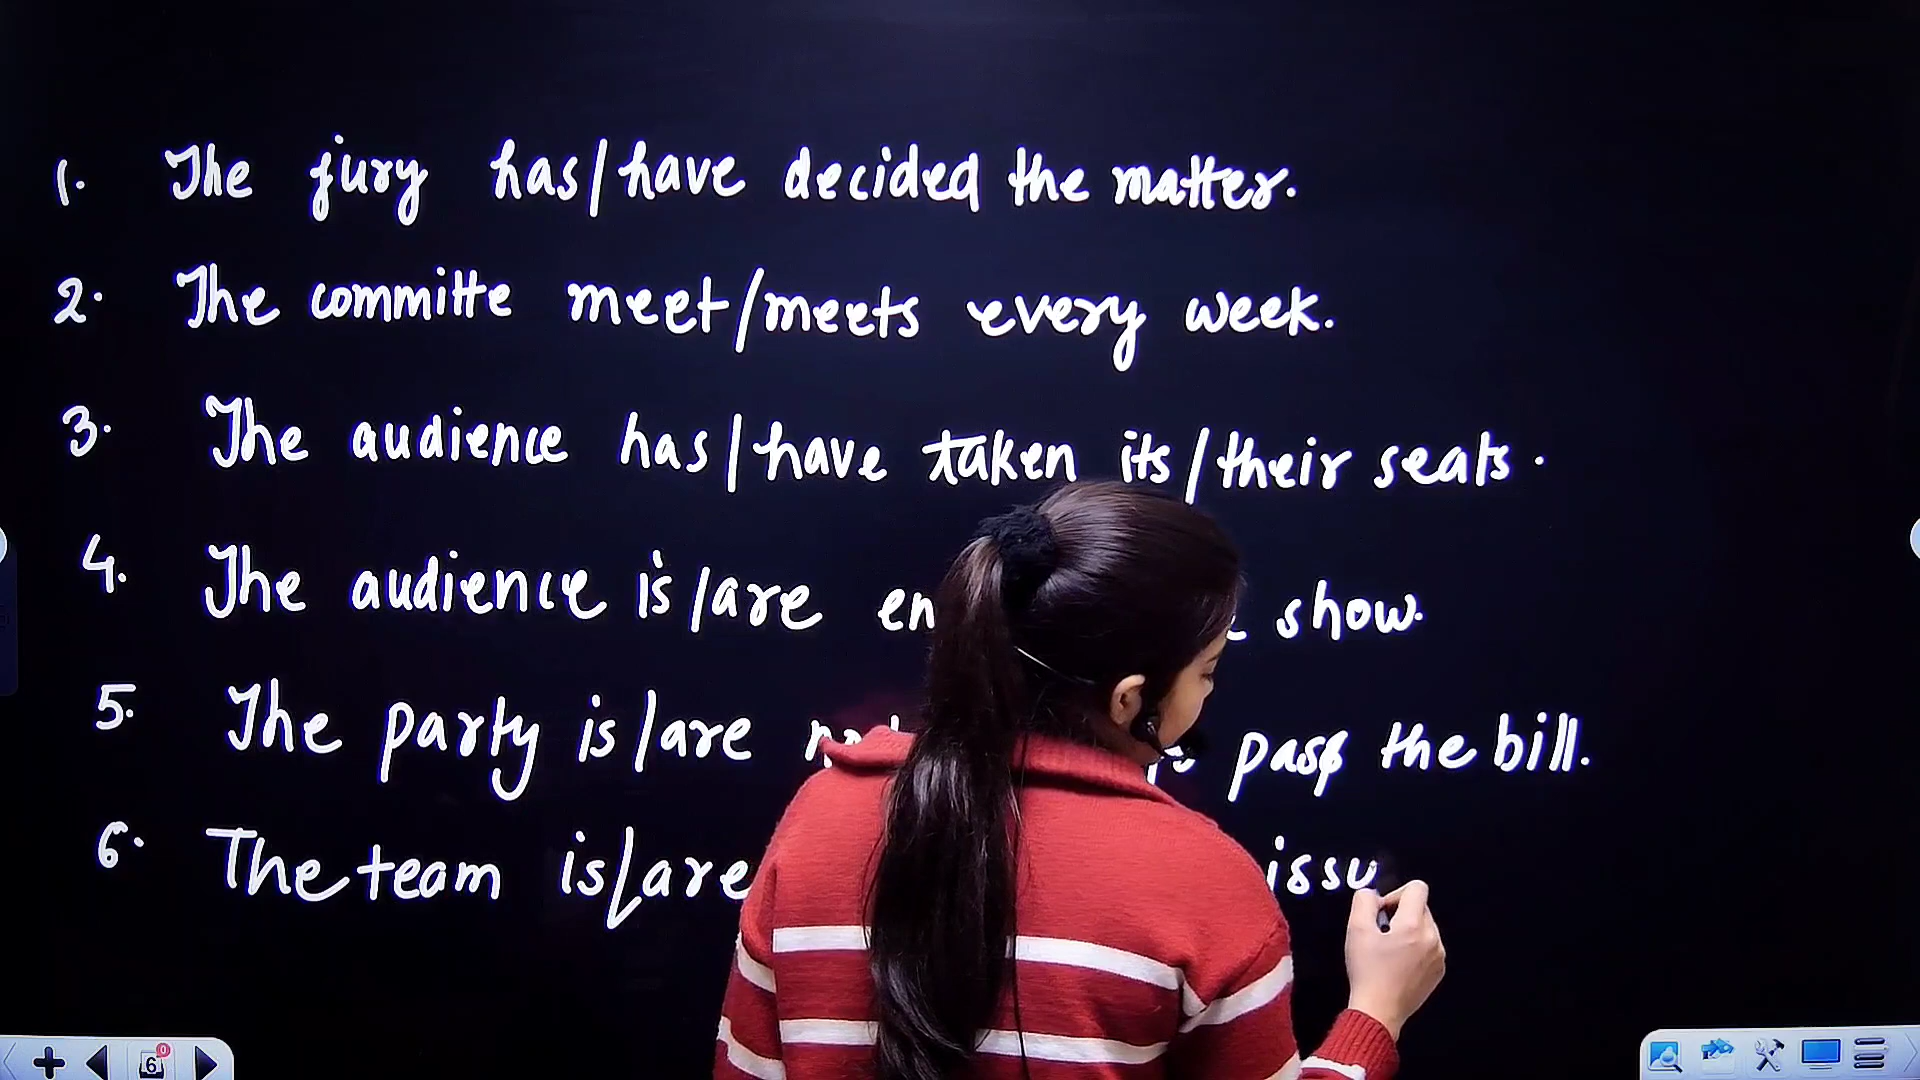 1. The jury has/have decided the matter.
2. The committe meet/meets every week.
3. The audience has/have taken its/their seats.
4. The audience is/are show.
5. The party is/are pass the bill.
6. The team is/are
6
0